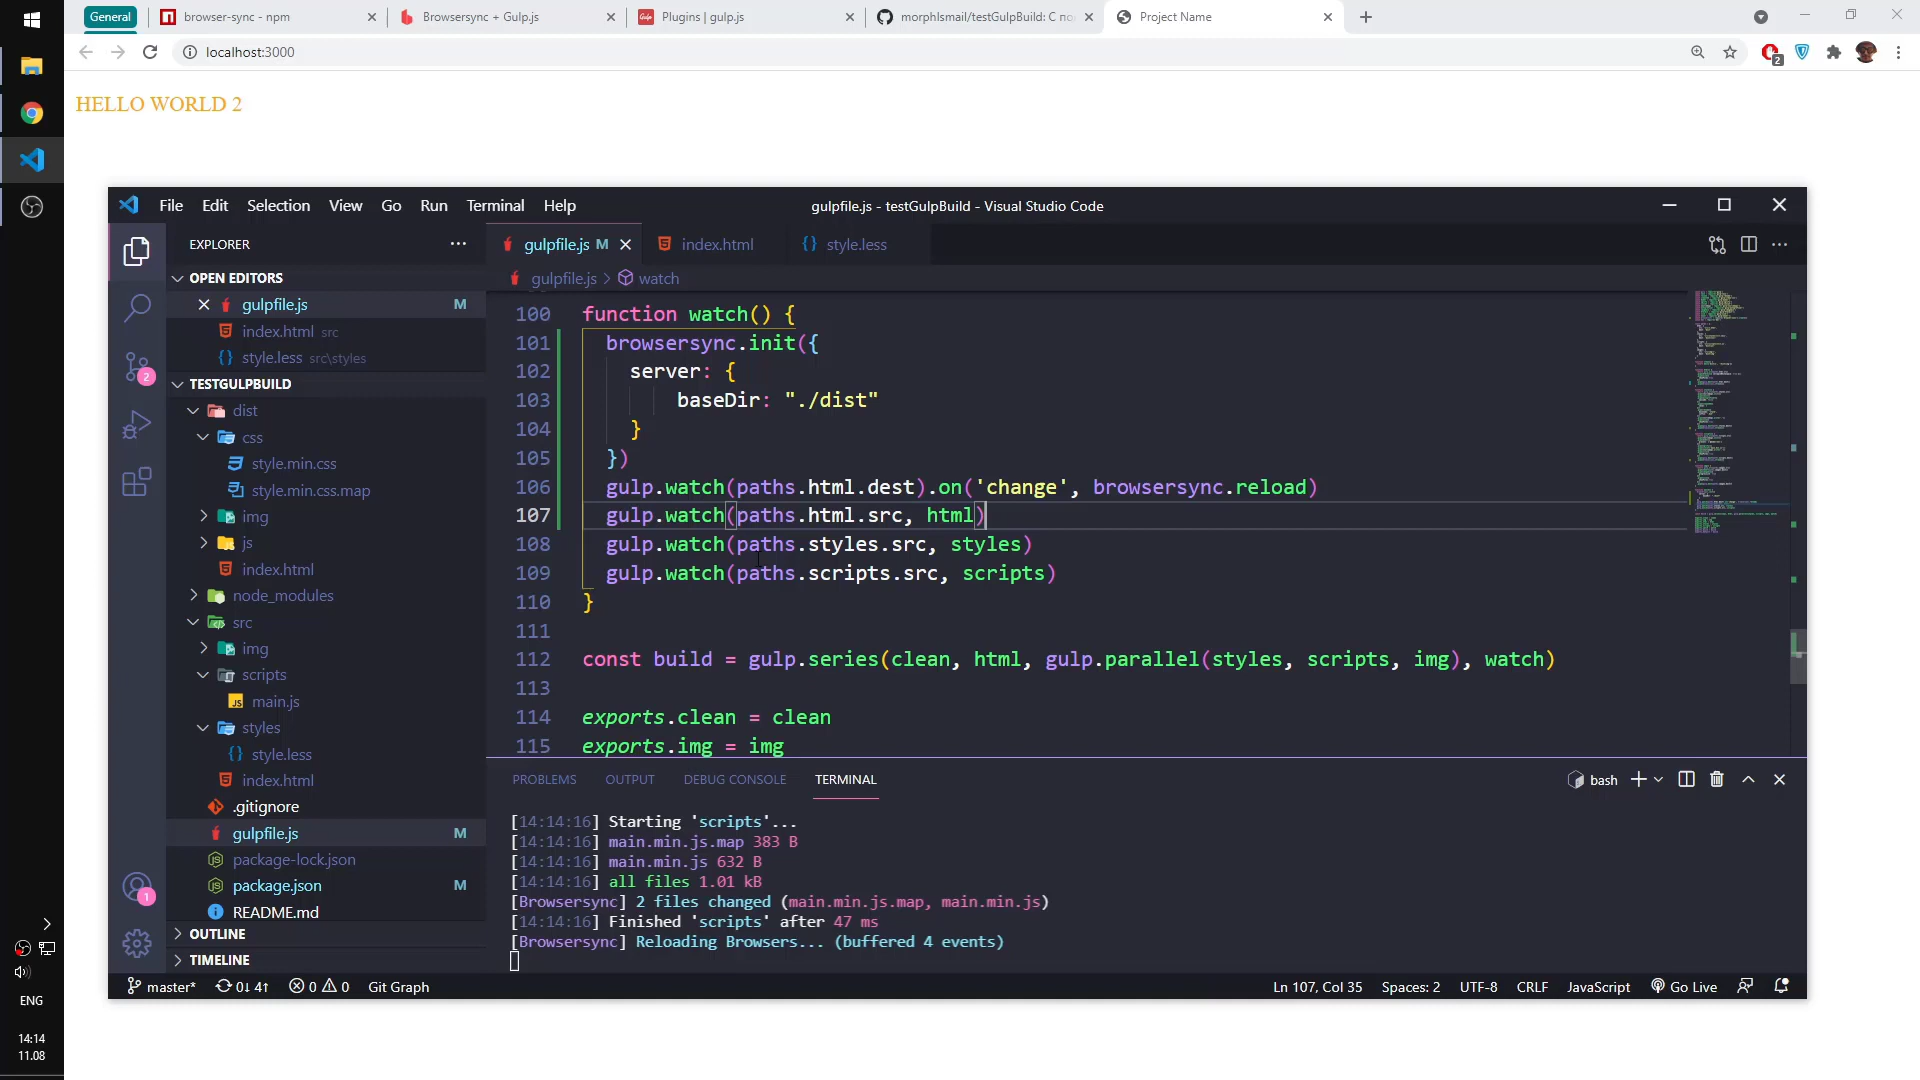 General
browser-sync - npm
Browsersync + Gulp.js
Plugins | gulp.js
morphIsmail/testGulpBuild: С по
Project Name
localhost:3000
2
HELLO WORLD 2
File Edit Selection View Go Run Terminal Help
gulpfile.js - testGulpBuild - Visual Studio Code
EXPLORER
gulpfile.js M
index.html
style.less
OPEN EDITORS
gulpfile.js > watch
gulpfile.js M
index.html src
style.less src\styles
TESTGULPBUILD
dist
css
style.min.css
style.min.css.map
img
js
index.html
node_modules
src
img
scripts
main.js
styles
style.less
index.html
.gitignore
gulpfile.js M
package-lock.json
package.json M
README.md
OUTLINE
TIMELINE
2
1
100 function watch() {
101 browsersync.init({
102 server: {
103 baseDir: "./dist"
104 }
105 })
106 gulp.watch(paths.html.dest).on('change', browsersync.reload)
107 gulp.watch(paths.html.src, html)
108 gulp.watch(paths.styles.src, styles)
109 gulp.watch(paths.scripts.src, scripts)
110 }
111
112 const build = gulp.series(clean, html, gulp.parallel(styles, scripts, img), watch)
113
114 exports.clean = clean
115 exports.img = img
PROBLEMS OUTPUT DEBUG CONSOLE TERMINAL
bash
[14:14:16] Starting 'scripts'...
[14:14:16] main.min.js.map 383 B
[14:14:16] main.min.js 632 B
[14:14:16] all files 1.01 kB
[Browsersync] 2 files changed (main.min.js.map, main.min.js)
[14:14:16] Finished 'scripts' after 47 ms
[Browsersync] Reloading Browsers... (buffered 4 events)
master* 0↓ 4↑ 0 0 Git Graph
Ln 107, Col 35 Spaces: 2 UTF-8 CRLF JavaScript Go Live
ENG
14:14
11.08